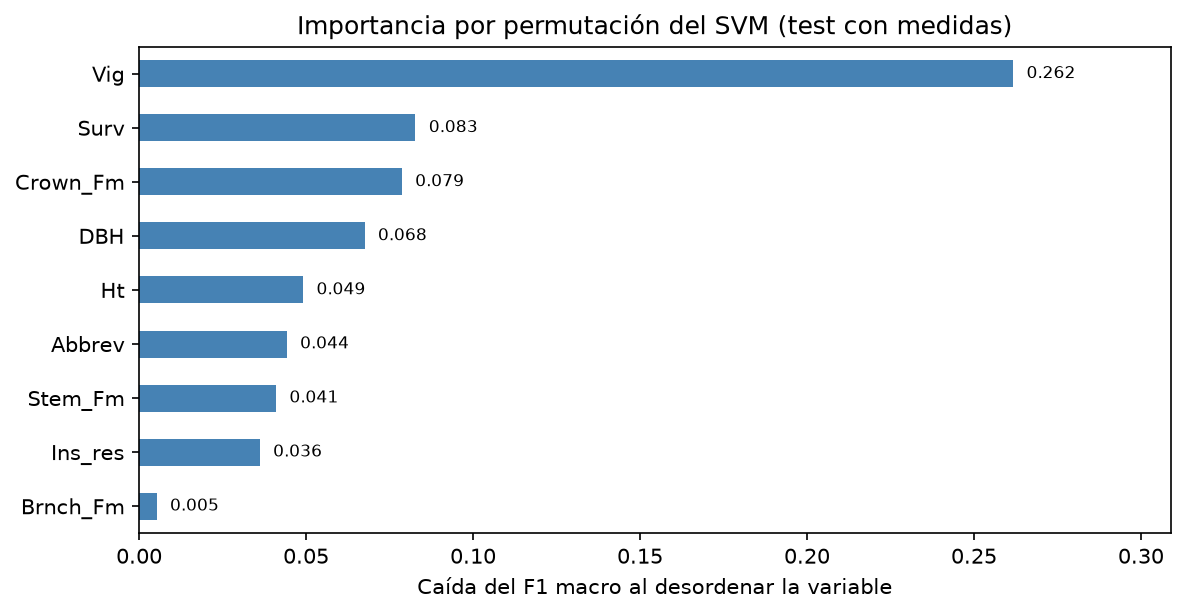 Importancia por permutación del SVM (test con medidas)
Vig 0.262
Surv 0.083
Crown_Fm 0.079
DBH 0.068
Ht 0.049
Abbrev 0.044
Stem_Fm 0.041
Ins_res 0.036
Brnch_Fm 0.005
0.00 0.05 0.10 0.15 0.20 0.25 0.30
Caída del F1 macro al desordenar la variable